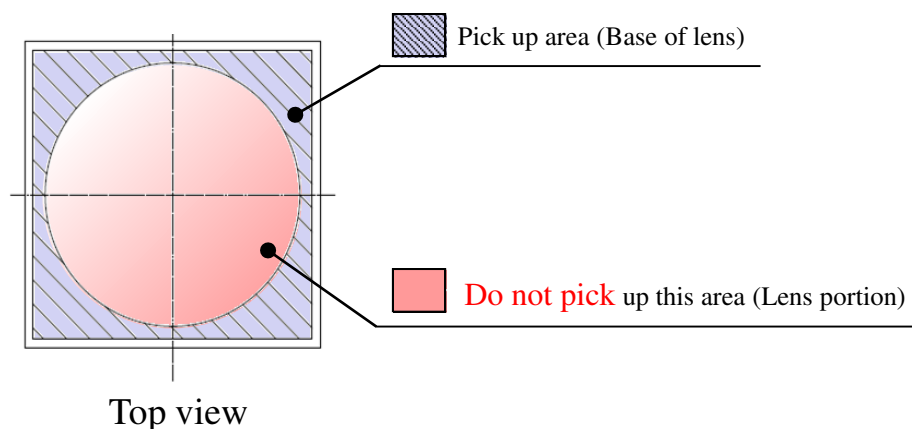 Pick up area (Base of lens)
Do not pick up this area (Lens portion)
Top view